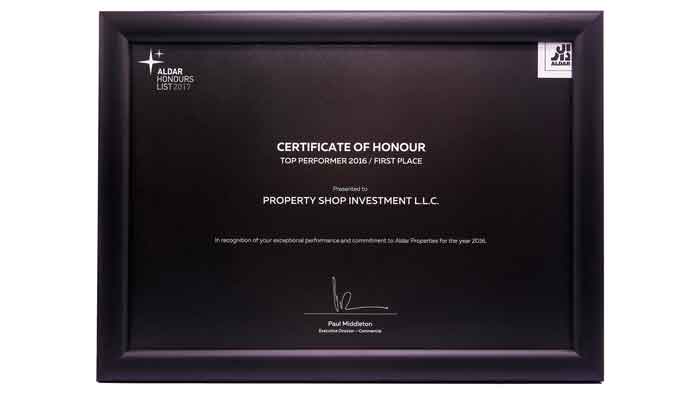 ALDAR
HONOURS
LIST 2017
ALDAR
CERTIFICATE OF HONOUR
TOP PERFORMER 2016 / FIRST PLACE
Presented to
PROPERTY SHOP INVESTMENT L.L.C.
In recognition of your exceptional performance and commitment to Aldar Properties for the year 2016.
Paul Middleton
Executive Director - Commercial